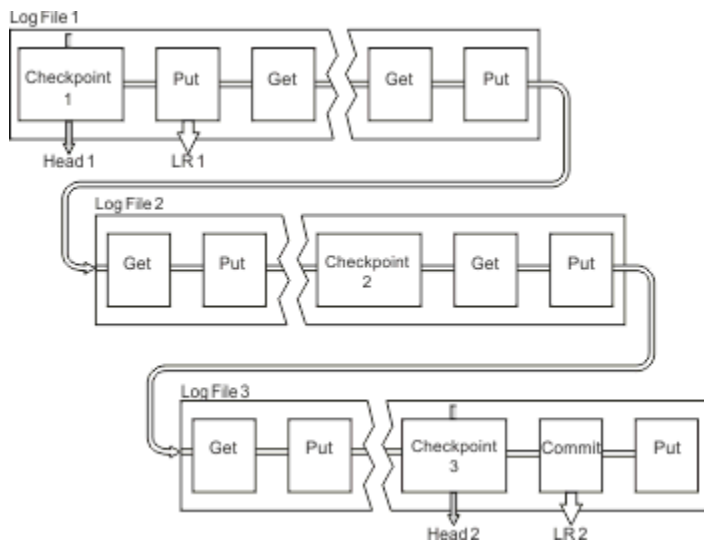 Log File 1
Checkpoint
1
Put
Get
Get
Put
Head 1
LR 1
Log File 2
Get
Put
Checkpoint
2
Get
Put
Log File 3
Get
Put
Checkpoint
3
Commit
Put
Head 2
LR 2